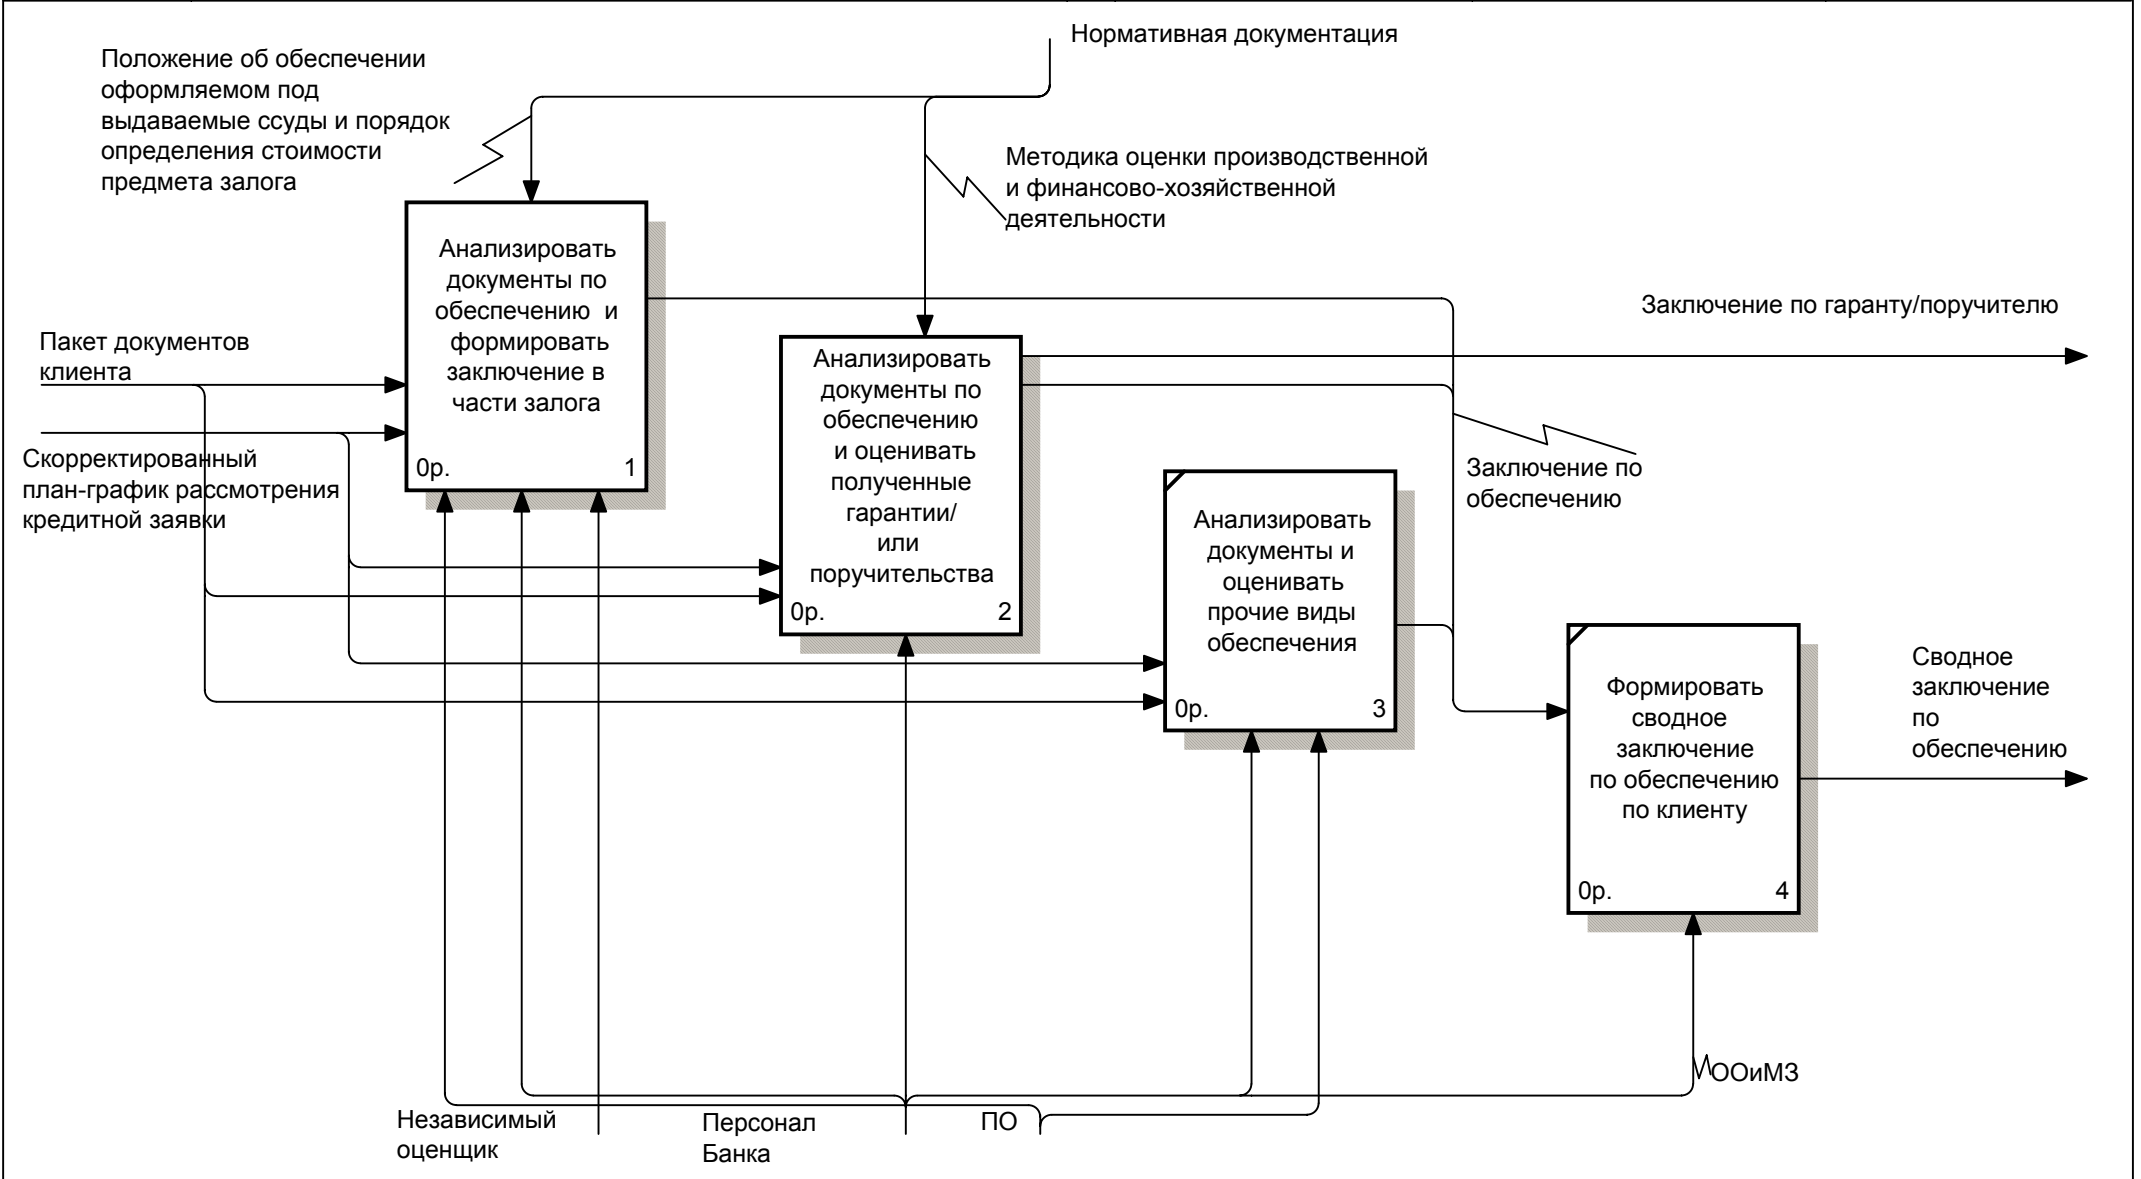 Нормативная документация
Положение об обеспечении
оформляемом под
выдаваемые ссуды и порядок
определения стоимости
предмета залога
Методика оценки производственной
и финансово-хозяйственной
деятельности
Анализировать
документы по
обеспечению и
формировать
заключение в
части залога
0р. 1
Пакет документов
клиента
Скорректированный
план-график рассмотрения
кредитной заявки
Анализировать
документы по
обеспечению
и оценивать
полученные
гарантии/
или
поручительства
0р. 2
Заключение по гаранту/поручителю
Заключение по
обеспечению
Анализировать
документы и
оценивать
прочие виды
обеспечения
0р. 3
Формировать
сводное
заключение
по обеспечению
по клиенту
0р. 4
Сводное
заключение
по
обеспечению
ООиМЗ
Независимый
оценщик
Персонал
Банка
ПО